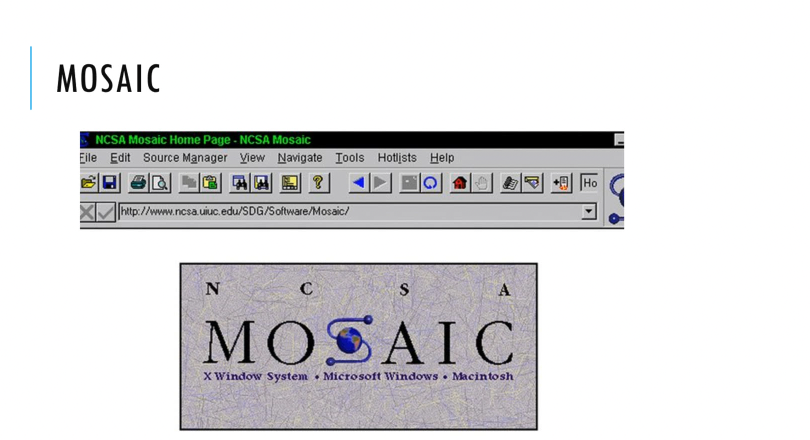 MOSAIC
NCSA Mosaic Home Page - NCSA Mosaic
File Edit Source Manager View Navigate Tools Hotlists Help
Ho
http://www.ncsa.uiuc.edu/SDG/Software/Mosaic/
N C S A
MOSAIC
X Window System • Microsoft Windows • Macintosh